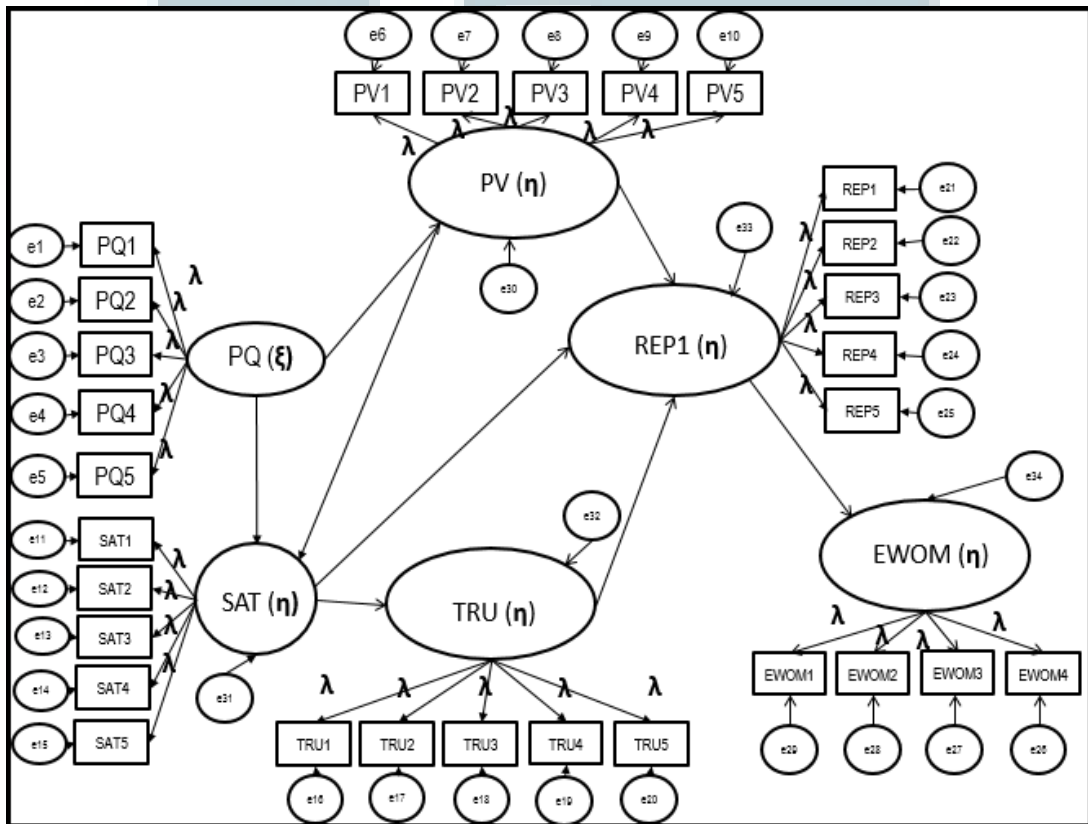 e6 e7 e8 e9 e10
PV1 PV2 PV3 PV4 PV5
λ λ λ λ λ
PV (η)
e30
e33
e1 PQ1
λ
e2 PQ2
λ
e3 PQ3
λ
e4 PQ4
λ
e5 PQ5
λ
PQ (ξ)
REP1 (η)
REP1 e21
λ
REP2 e22
λ
REP3 e23
λ
REP4 e24
λ
REP5 e25
λ
e11 SAT1
λ
e12 SAT2
λ
e13 SAT3
λ
e14 SAT4
λ
e15 SAT5
SAT (η)
e31
e32
TRU (η)
λ λ λ λ λ
TRU1 TRU2 TRU3 TRU4 TRU5
e16 e17 e18 e19 e20
e34
EWOM (η)
λ λ λ λ
EWOM1 EWOM2 EWOM3 EWOM4
e29 e28 e27 e26